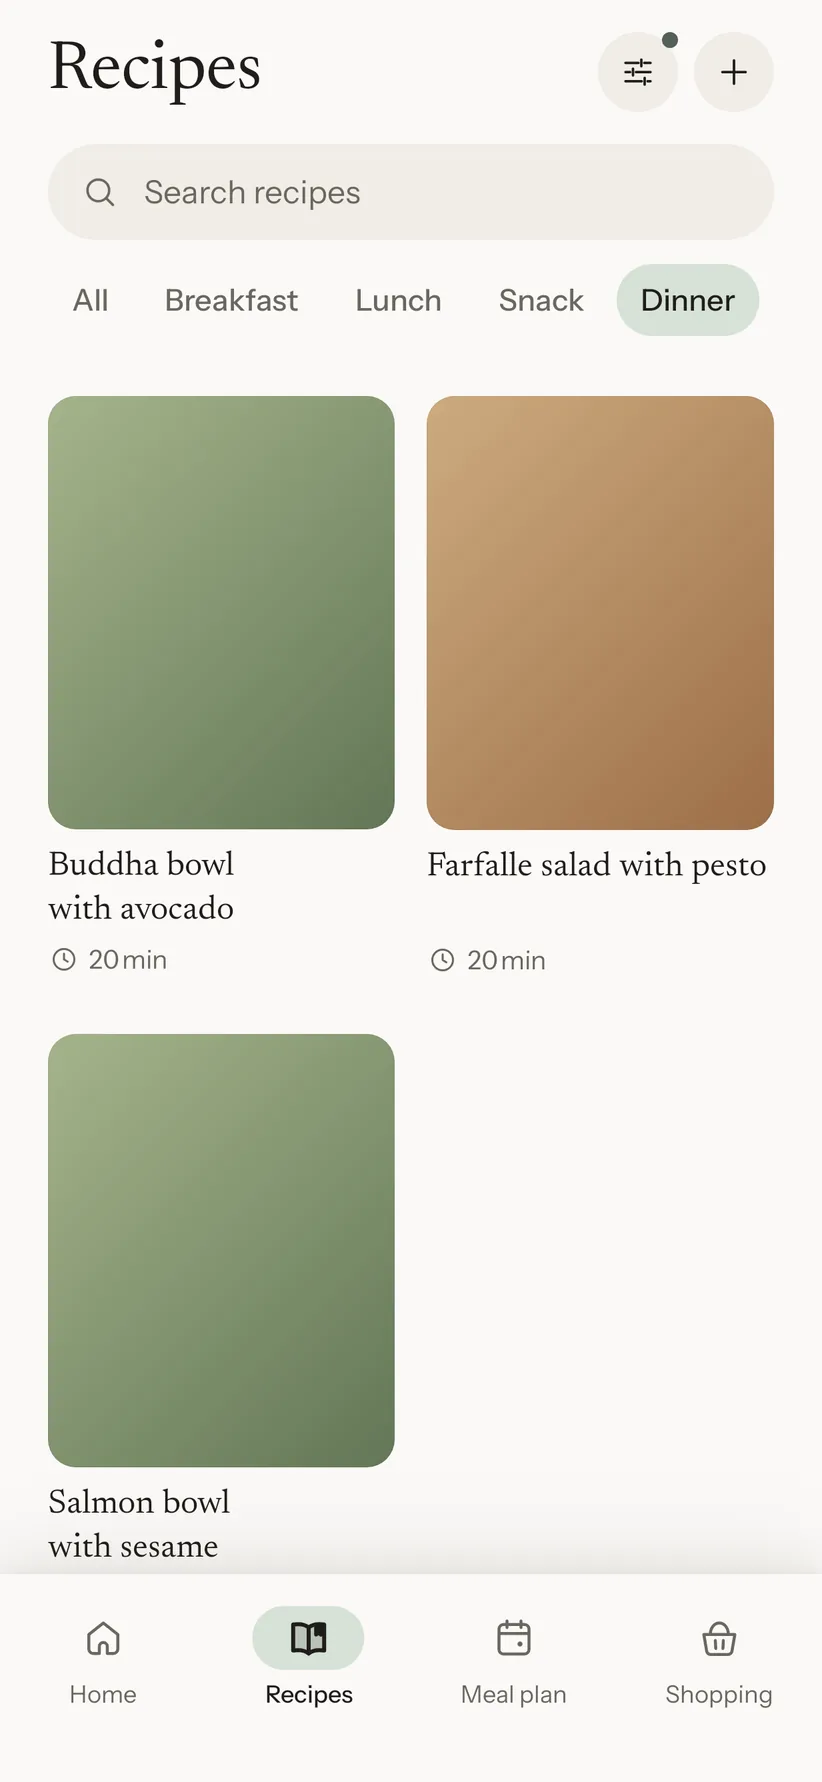 Recipes
Search recipes
All Breakfast Lunch Snack Dinner
Buddha bowl
with avocado
20 min
Farfalle salad with pesto
20 min
Salmon bowl
with sesame
Home Recipes Meal plan Shopping